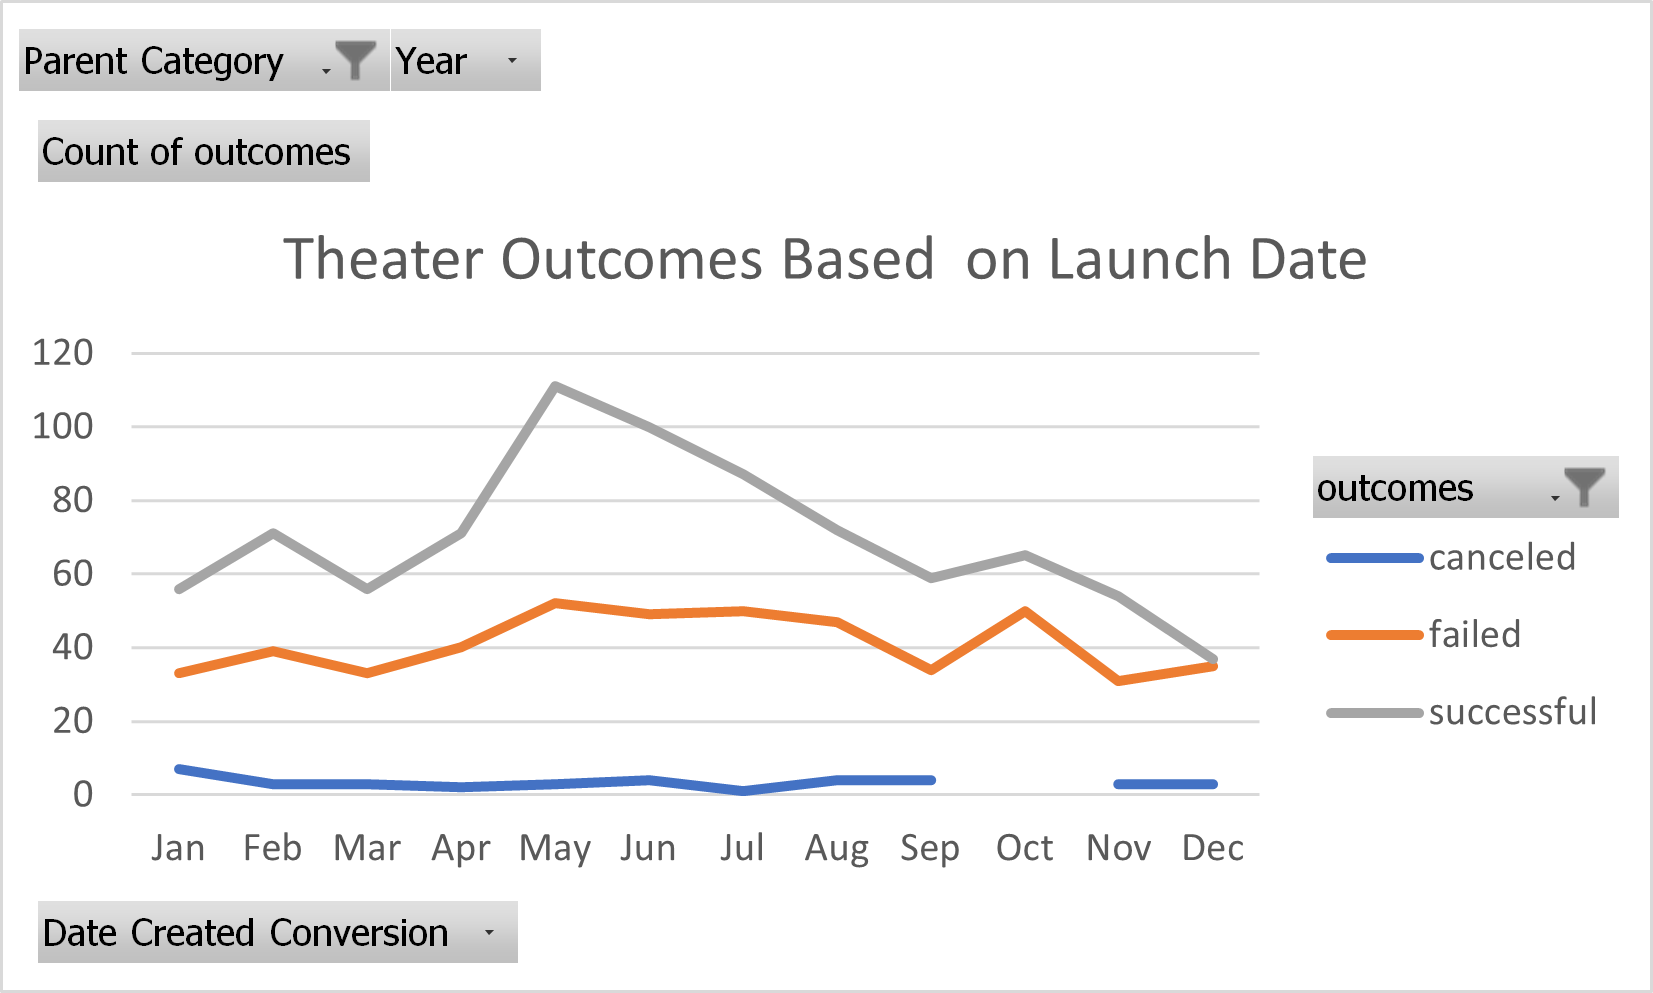 Parent Category Year
Count of outcomes
Theater Outcomes Based  on Launch Date
120
100
80
60
40
20
0
Jan Feb Mar Apr May Jun Jul Aug Sep Oct Nov Dec
outcomes
canceled
failed
successful
Date Created Conversion